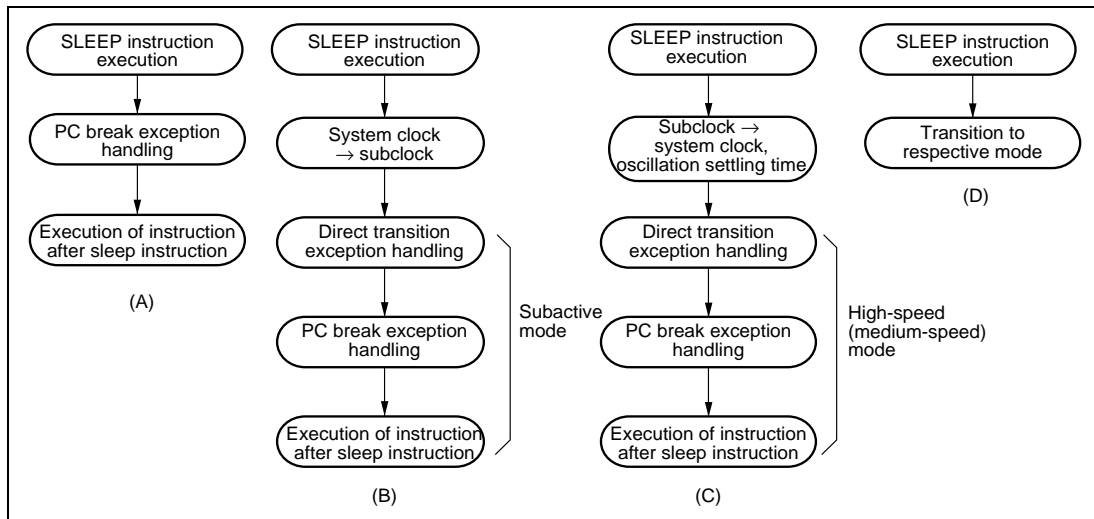 SLEEP instruction
execution
PC break exception
handling
Execution of instruction
after sleep instruction
(A)
SLEEP instruction
execution
System clock
→ subclock
Direct transition
exception handling
PC break exception
handling
Execution of instruction
after sleep instruction
Subactive
mode
(B)
SLEEP instruction
execution
Subclock →
system clock,
oscillation settling time
Direct transition
exception handling
PC break exception
handling
Execution of instruction
after sleep instruction
High-speed
(medium-speed)
mode
(C)
SLEEP instruction
execution
Transition to
respective mode
(D)